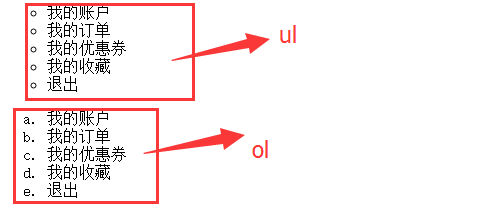 我的账户
我的订单
我的优惠券
我的收藏
退出
ul
a. 我的账户
b. 我的订单
c. 我的优惠券
d. 我的收藏
e. 退出
ol